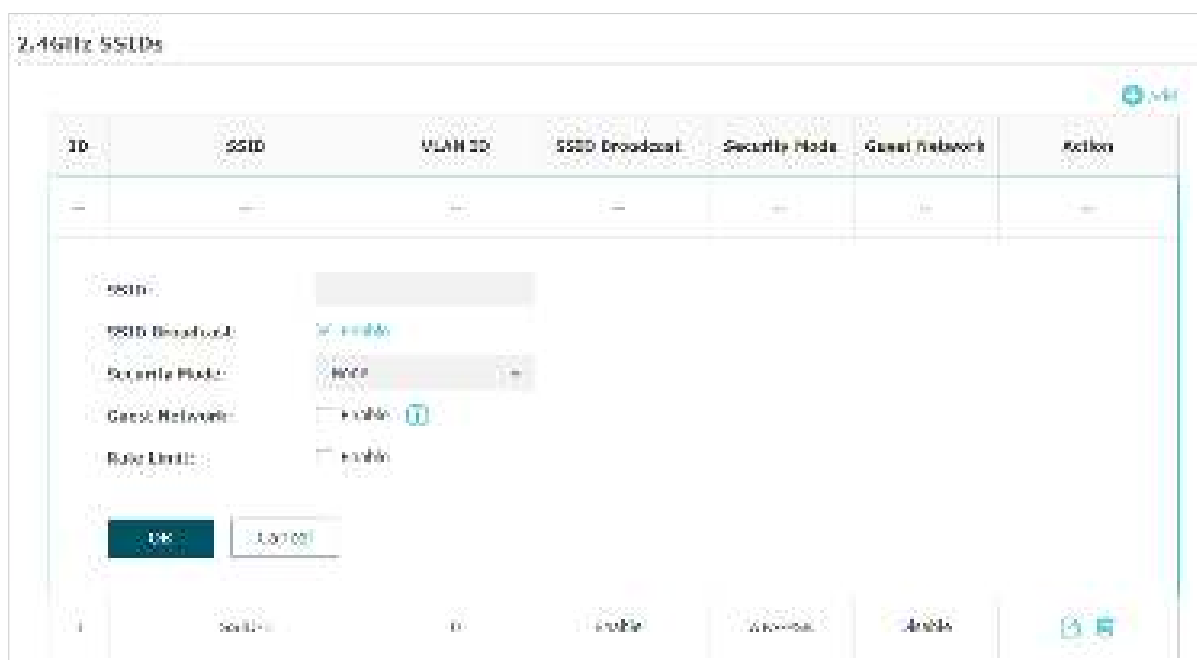 2.4GHz SSIDs
Add
ID SSID VLAN ID SSID Broadcast Security Mode Guest Network Action
--- --- --- --- --- --- ---
SSID:
SSID Broadcast: Enable
Security Mode: None
Guest Network: Enable
Rate Limit: Enable
OK Cancel
Enable